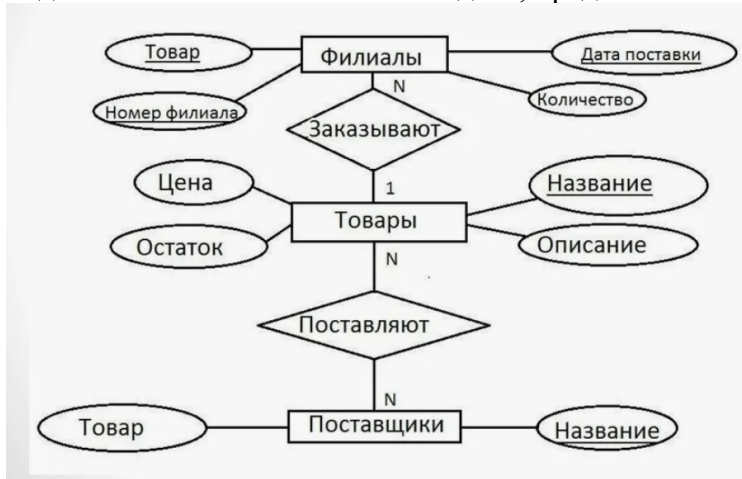 Товар
Филиалы
Дата поставки
Номер филиала
N
Количество
Заказывают
Цена
1
Название
Товары
Остаток
Описание
N
Поставляют
N
Товар
Поставщики
Название